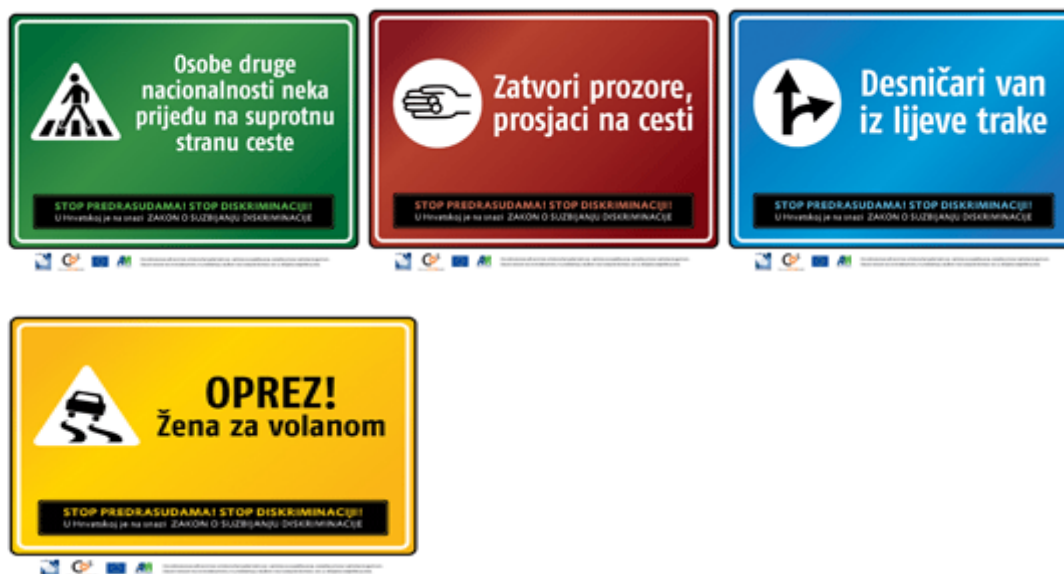 Osobe druge
nacionalnosti neka
prijeđu na suprotnu
stranu ceste
STOP PREDRASUDAMA! STOP DISKRIMINACIJI!
U Hrvatskoj je na snazi ZAKON O SUZBIJANJU DISKRIMINACIJE
Zatvori prozore,
prosjaci na cesti
STOP PREDRASUDAMA! STOP DISKRIMINACIJI!
U Hrvatskoj je na snazi ZAKON O SUZBIJANJU DISKRIMINACIJE
Desničari van
iz lijeve trake
STOP PREDRASUDAMA! STOP DISKRIMINACIJI!
U Hrvatskoj je na snazi ZAKON O SUZBIJANJU DISKRIMINACIJE
OPREZ!
Žena za volanom
STOP PREDRASUDAMA! STOP DISKRIMINACIJI!
U Hrvatskoj je na snazi ZAKON O SUZBIJANJU DISKRIMINACIJE